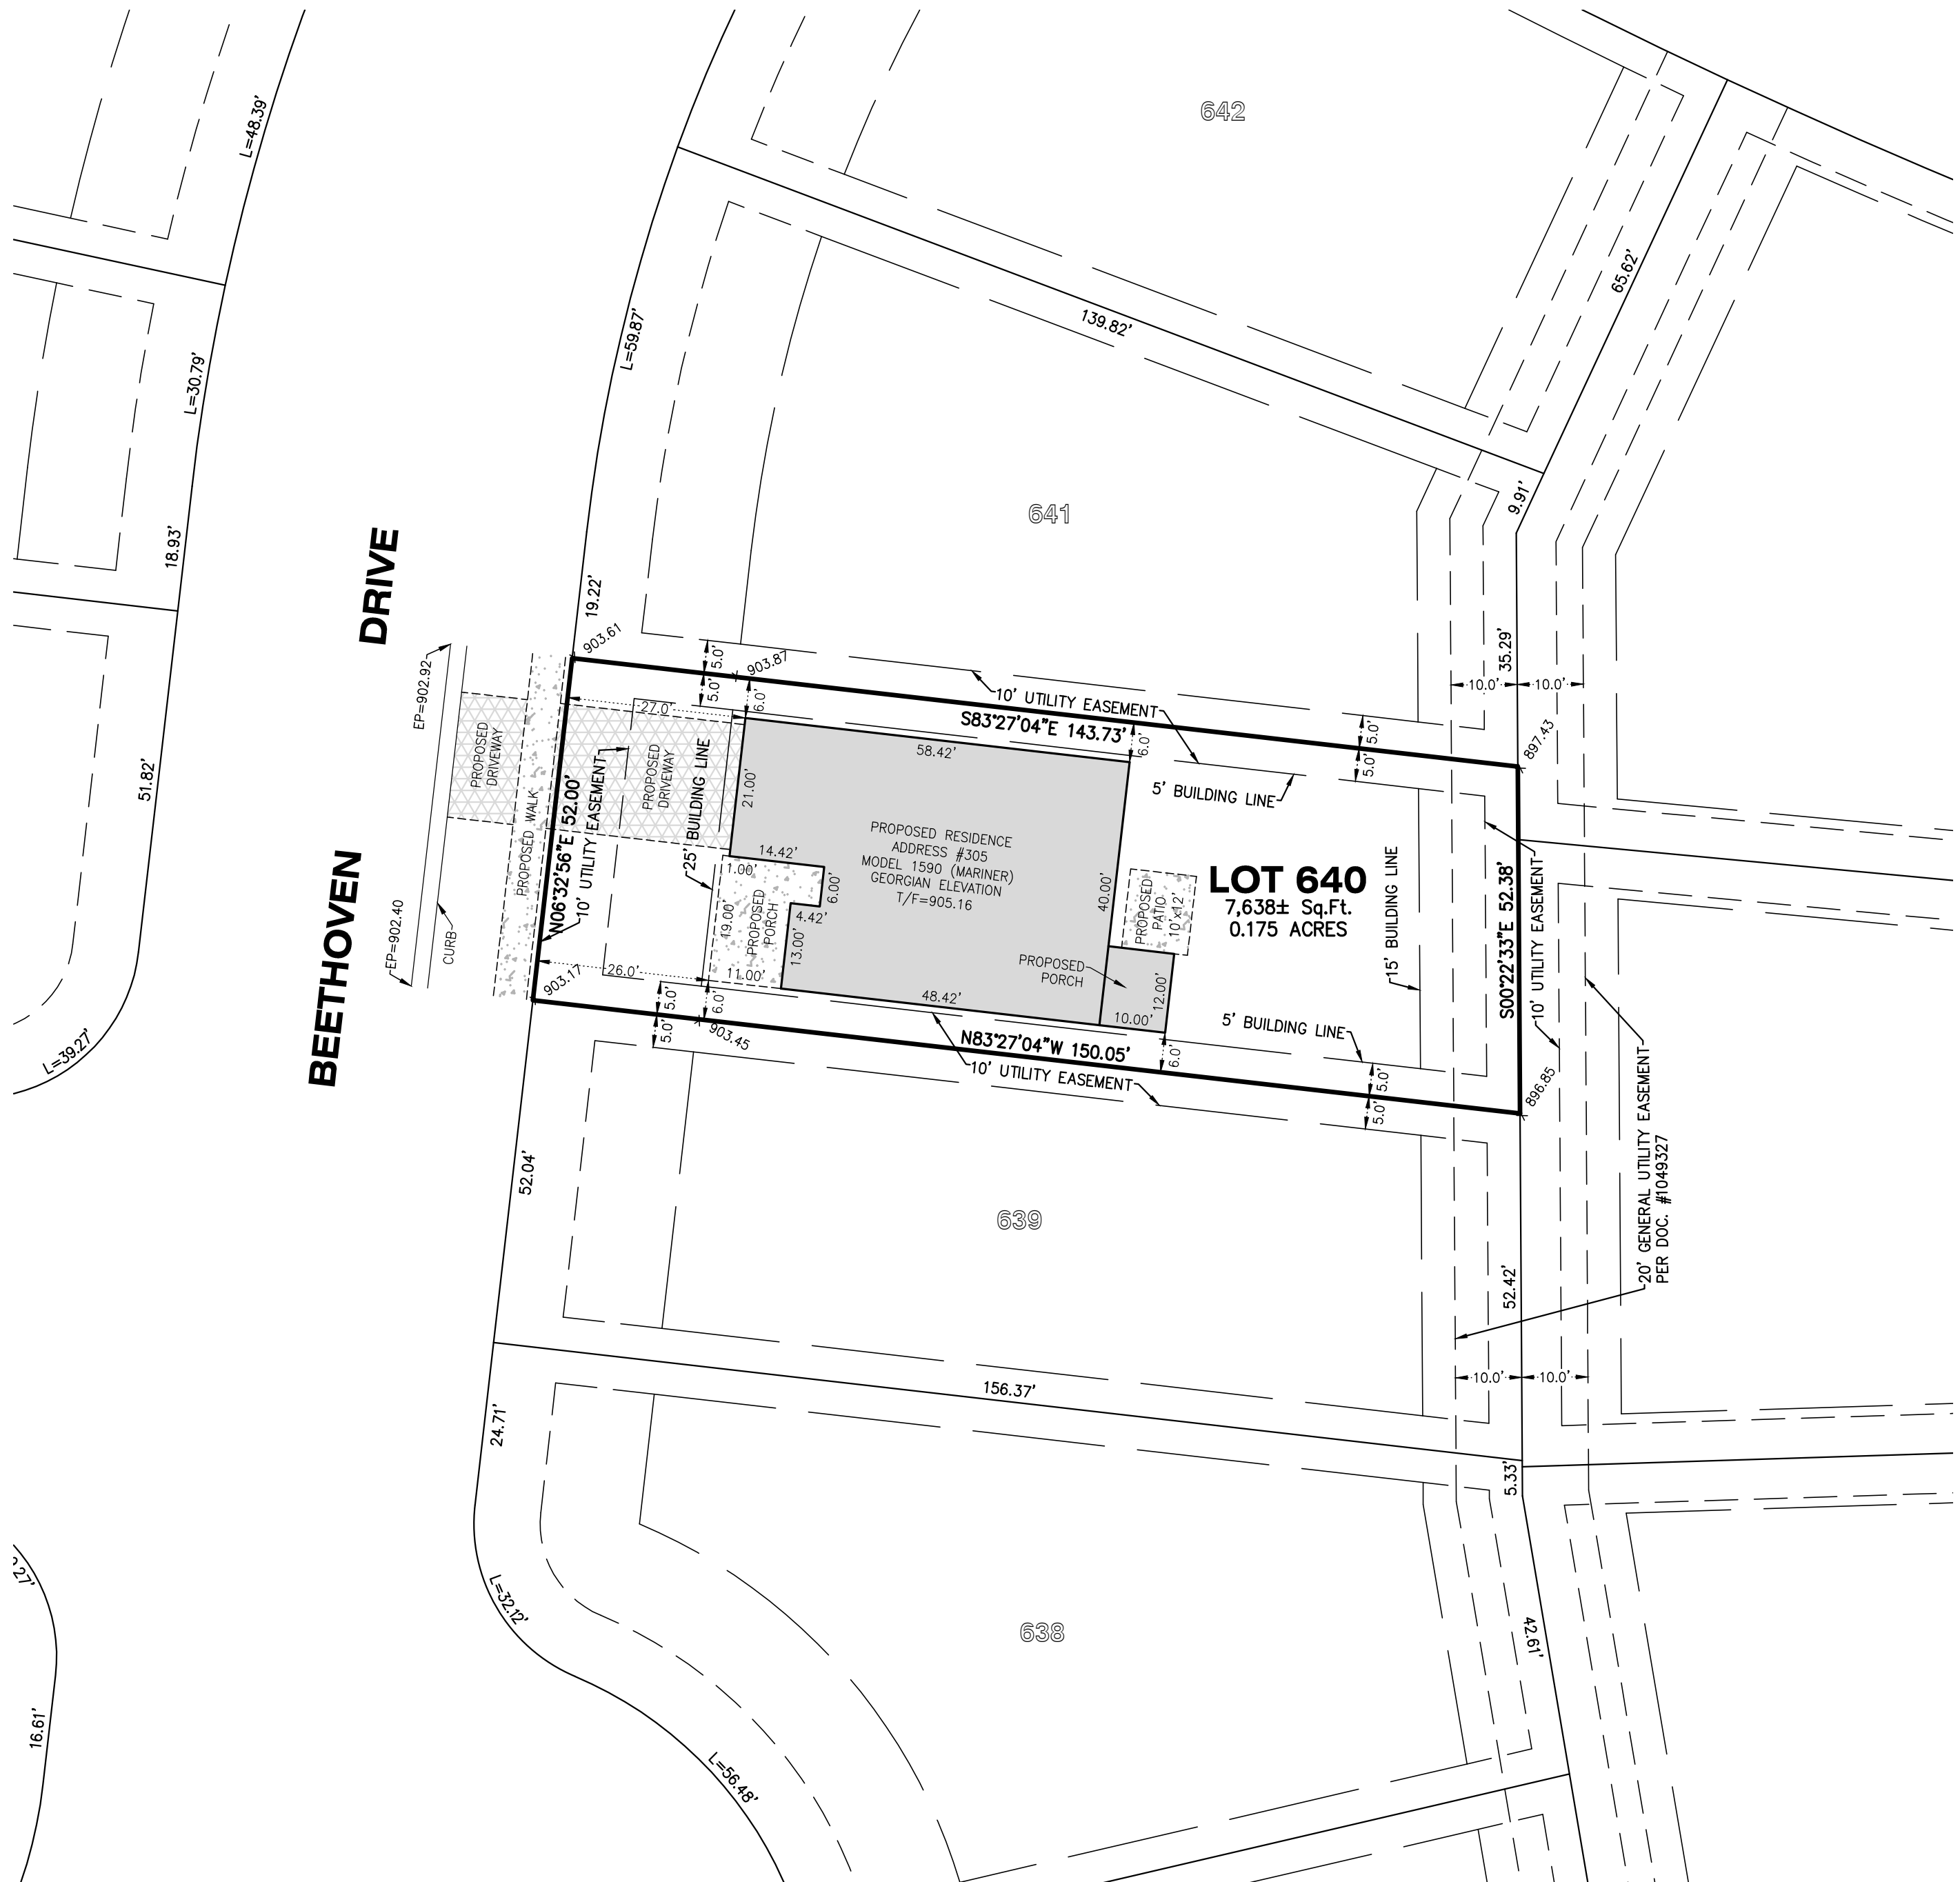 642
L=48.39'
65.62'
L=59.87'
139.82'
L=30.79'
9.91'
641
18.93'
DRIVE
19.22'
903.61
5.0'
5.0'
903.87
6.0'
35.29'
EP=902.92
10' UTILITY EASEMENT
10.0'
10.0'
27.0'
S83°27'04"E 143.73'
6.0'
5.0'
5.0'
897.43
PROPOSED
DRIVEWAY
PROPOSED
DRIVEWAY
25' BUILDING LINE
58.42'
21.00'
5' BUILDING LINE
51.82'
PROPOSED WALK
N06°32'56"E 52.00'
10' UTILITY EASEMENT
PROPOSED RESIDENCE
ADDRESS #305
MODEL 1590 (MARINER)
GEORGIAN ELEVATION
T/F=905.16
14.42'
1.00'
6.00'
4.42'
19.00'
PROPOSED
PORCH
13.00'
11.00'
40.00'
PROPOSED
PATIO
10'x12'
LOT 640
7,638± Sq.Ft.
0.175 ACRES
15' BUILDING LINE
S00°22'33"E 52.38'
10' UTILITY EASEMENT
BEETHOVEN
EP=902.40
CURB
903.17
26.0'
5.0'
5.0'
6.0'
903.45
48.42'
PROPOSED
PORCH
12.00'
10.00'
6.0'
N83°27'04"W 150.05'
10' UTILITY EASEMENT
5' BUILDING LINE
5.0'
5.0'
896.85
L=39.27'
20' GENERAL UTILITY EASEMENT
PER DOC. #1049327
52.04'
639
52.42'
156.37'
10.0'
10.0'
24.71'
5.33'
L=32.12'
638
42.61'
16.61'
L=56.48'